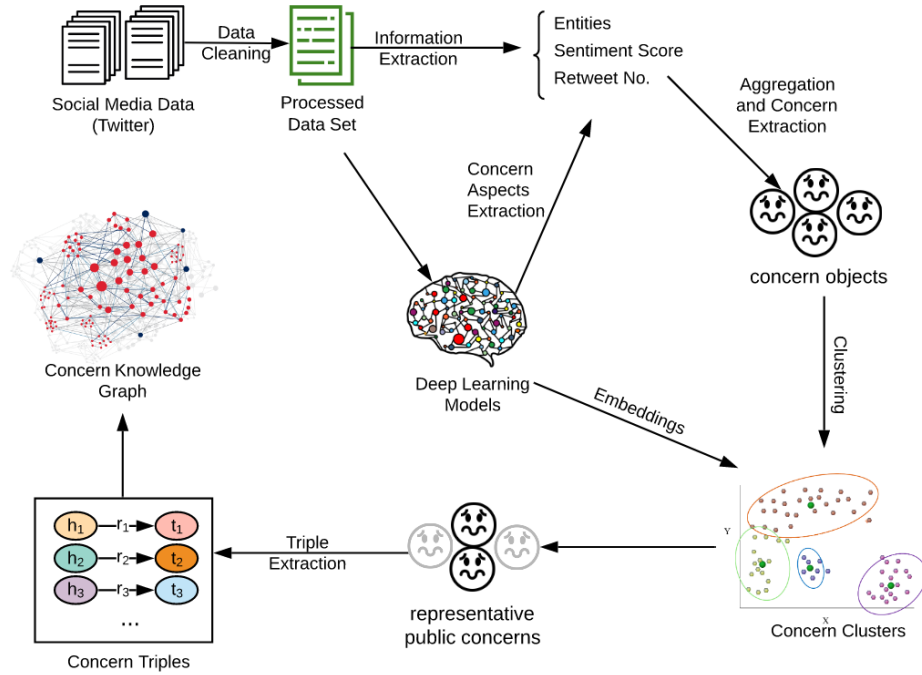 Data
Cleaning
Information
Extraction
Entities
Sentiment Score
Retweet No.
Social Media Data
(Twitter)
Processed
Data Set
Aggregation
and Concern
Extraction
Concern
Aspects
Extraction
concern objects
Concern Knowledge
Graph
Deep Learning
Models
Embeddings
Clustering
h1 r1 t1
h2 r2 t2
h3 r3 t3
...
Concern Triples
Triple
Extraction
representative
public concerns
Y
X
Concern Clusters